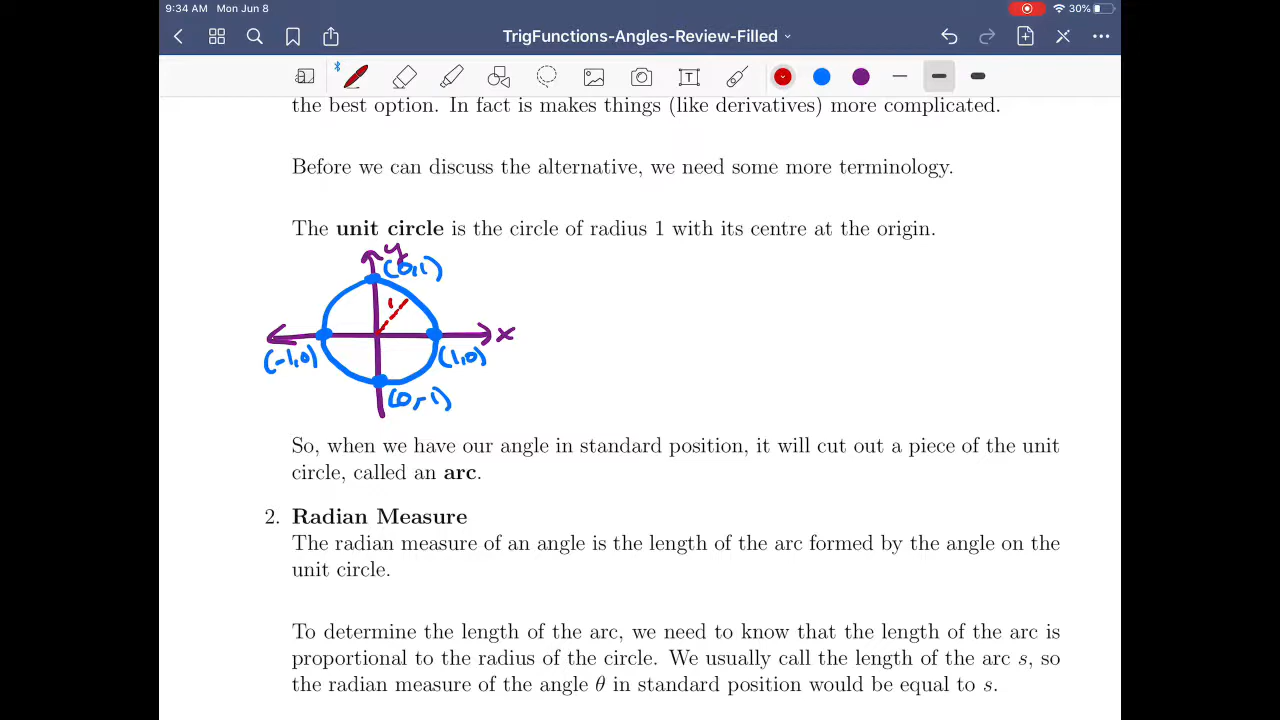 9:34 AM Mon Jun 8
30%
TrigFunctions-Angles-Review-Filled
the best option. In fact is makes things (like derivatives) more complicated.
Before we can discuss the alternative, we need some more terminology.
The unit circle is the circle of radius 1 with its centre at the origin.
y
(0,1)
1
x
(-1,0)
(1,0)
(0,-1)
So, when we have our angle in standard position, it will cut out a piece of the unit
circle, called an arc.
2. Radian Measure
The radian measure of an angle is the length of the arc formed by the angle on the
unit circle.
To determine the length of the arc, we need to know that the length of the arc is
proportional to the radius of the circle. We usually call the length of the arc s, so
the radian measure of the angle θ in standard position would be equal to s.